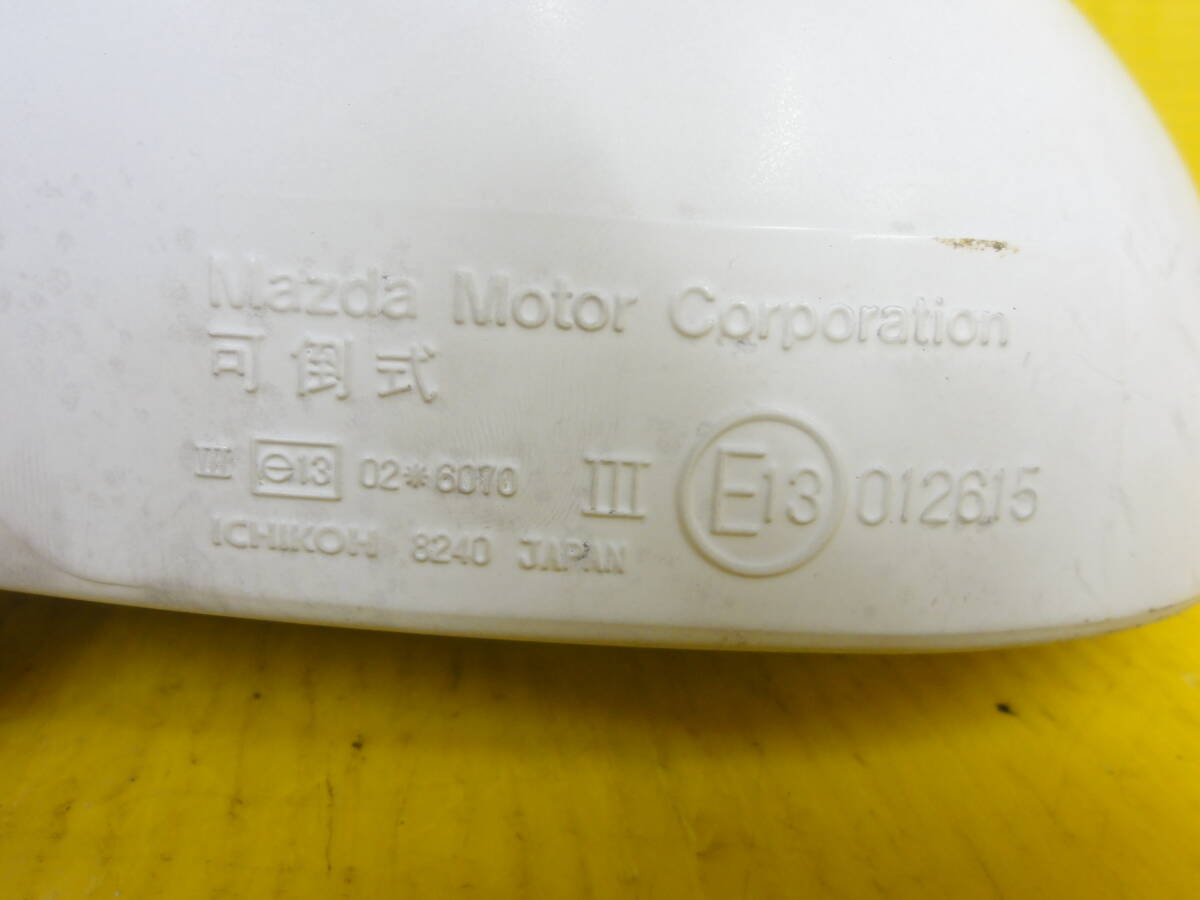 Mazda Motor Corporation
可倒式
III e13 02*6070 III E13 012615
ICHIKOH 8240 JAPAN